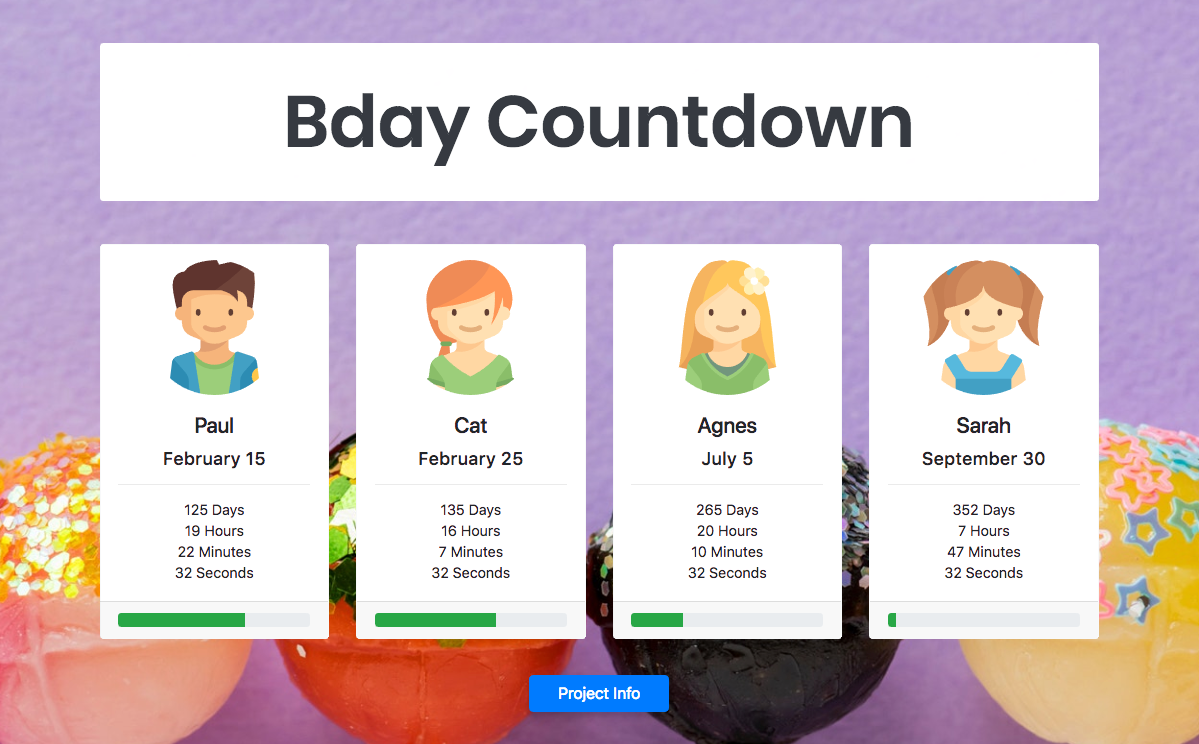 Bday Countdown
Paul
February 15
125 Days
19 Hours
22 Minutes
32 Seconds
Cat
February 25
135 Days
16 Hours
7 Minutes
32 Seconds
Agnes
July 5
265 Days
20 Hours
10 Minutes
32 Seconds
Sarah
September 30
352 Days
7 Hours
47 Minutes
32 Seconds
Project Info